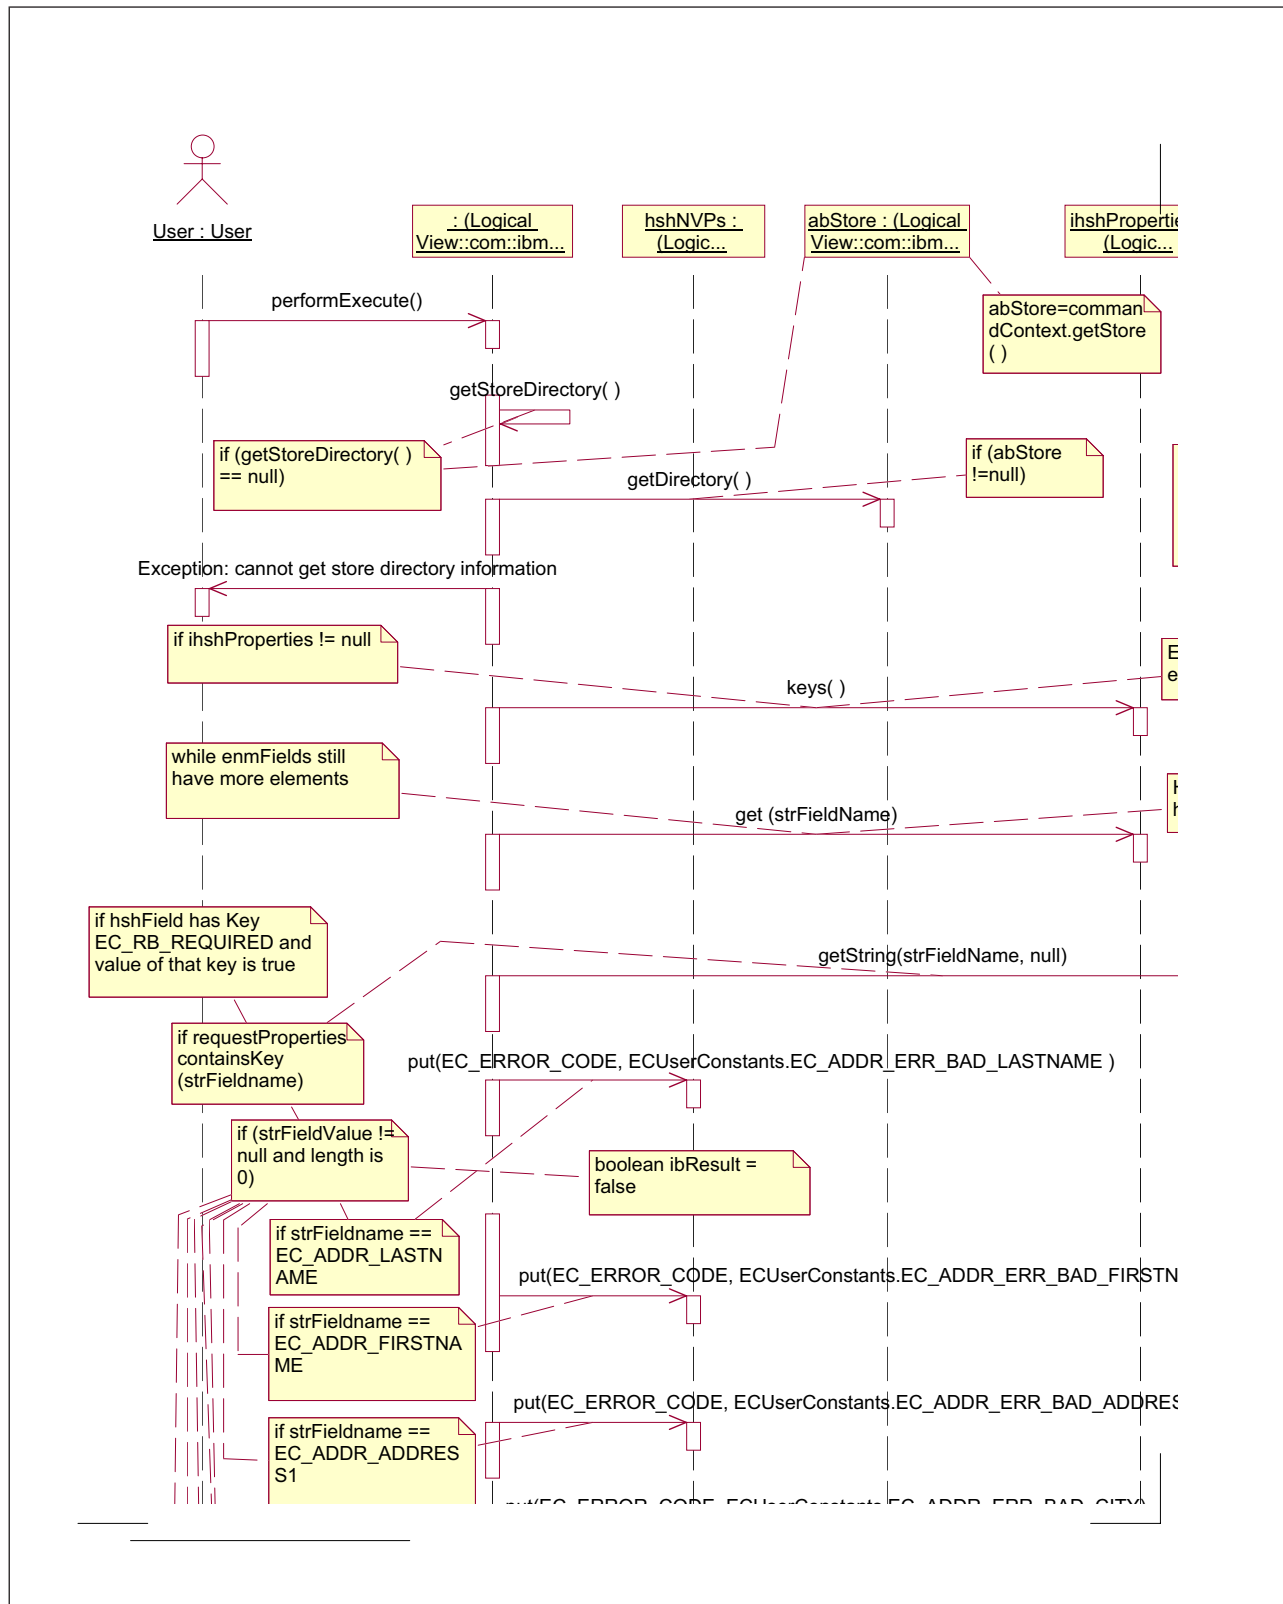 User : User
: (Logical
View::com::ibm...
hshNVPs :
(Logic...
abStore : (Logical
View::com::ibm...
ihshPropertie
(Logic...
performExecute()
abStore=comman
dContext.getStore
( )
getStoreDirectory( )
if (getStoreDirectory( )
== null)
if (abStore
!=null)
getDirectory( )
Exception: cannot get store directory information
if ihshProperties != null
E
e
keys( )
while enmFields still
have more elements
get (strFieldName)
if hshField has Key
EC_RB_REQUIRED and
value of that key is true
getString(strFieldName, null)
if requestProperties
containsKey
(strFieldname)
put(EC_ERROR_CODE, ECUserConstants.EC_ADDR_ERR_BAD_LASTNAME )
if (strFieldValue !=
null and length is
0)
boolean ibResult =
false
if strFieldname ==
EC_ADDR_LASTN
AME
put(EC_ERROR_CODE, ECUserConstants.EC_ADDR_ERR_BAD_FIRSTN
if strFieldname ==
EC_ADDR_FIRSTNA
ME
put(EC_ERROR_CODE, ECUserConstants.EC_ADDR_ERR_BAD_ADDRES
if strFieldname ==
EC_ADDR_ADDRES
S1
put(EC_ERROR_CODE, ECUserConstants.EC_ADDR_ERR_BAD_CITY)